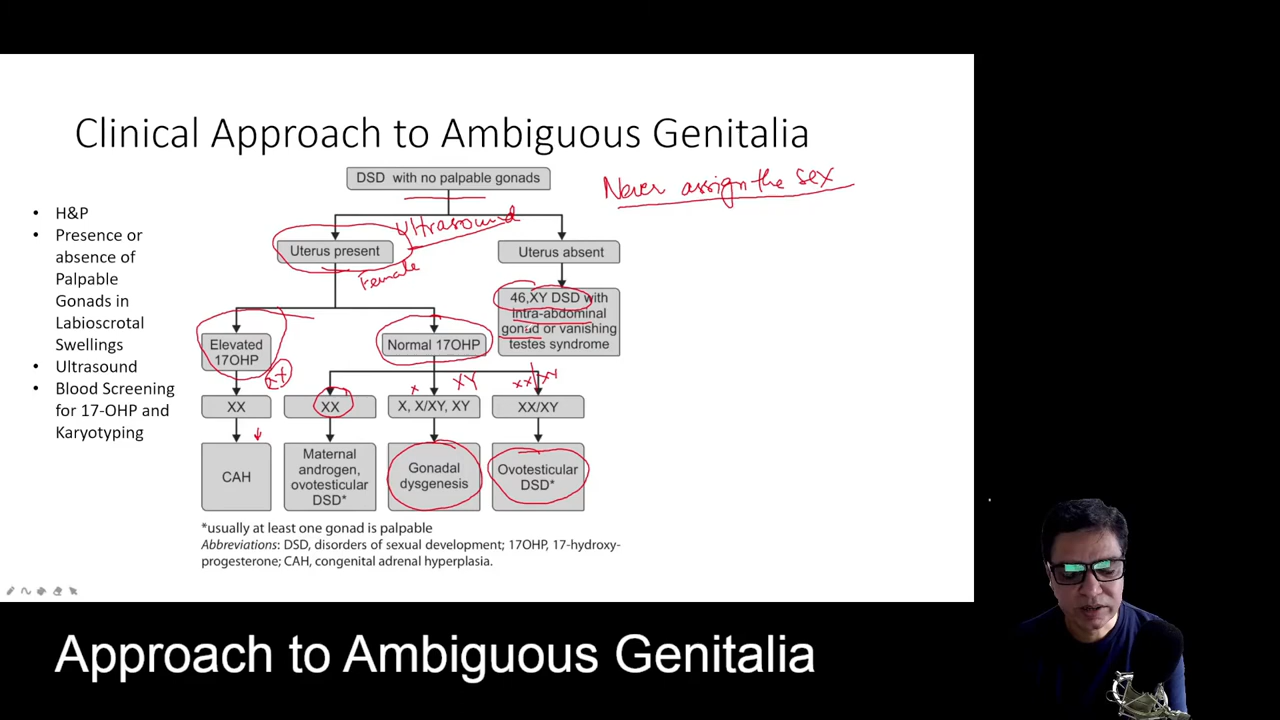 Clinical Approach to Ambiguous Genitalia
Never assign the sex
• H&P
• Presence or
absence of
Palpable
Gonads in
Labioscrotal
Swellings
• Ultrasound
• Blood Screening
for 17-OHP and
Karyotyping
DSD with no palpable gonads
Ultrasound
Uterus present
Uterus absent
Female
46,XY DSD with
intra-abdominal
gonad or vanishing
testes syndrome
Elevated
17OHP
Normal 17OHP
XX
x
XY
XX/XY
XX
XX
X, X/XY, XY
XX/XY
CAH
Maternal
androgen,
ovotesticular
DSD*
Gonadal
dysgenesis
Ovotesticular
DSD*
*usually at least one gonad is palpable
Abbreviations: DSD, disorders of sexual development; 17OHP, 17-hydroxy-
progesterone; CAH, congenital adrenal hyperplasia.
Approach to Ambiguous Genitalia